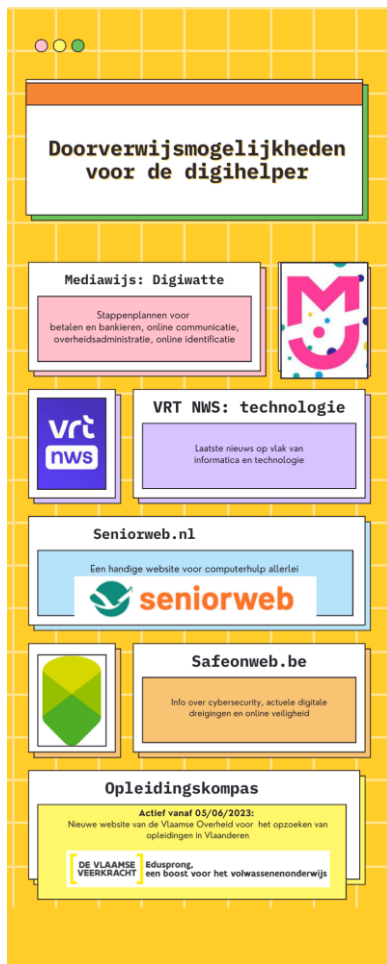 Doorverwijsmogelijkheden
voor de digihelper
Mediawijs: Digiwatte
Stappenplannen voor
betalen en bankieren, online communicatie,
overheidsadministratie, online identificatie
MJ
vrt
nws
VRT NWS: technologie
Laatste nieuws op vlak van
informatica en technologie
Seniorweb.nl
Een handige website voor computerhulp allerlei
seniorweb
Safeonweb.be
Info over cybersecurity, actuele digitale
dreigingen en online veiligheid
Opleidingskompas
Actief vanaf 05/06/2023:
Nieuwe website van de Vlaamse Overheid voor het opzoeken van
opleidingen in Vlaanderen
DE VLAAMSE
VEERKRACHT
Edusprong,
een boost voor het volwassenenonderwijs